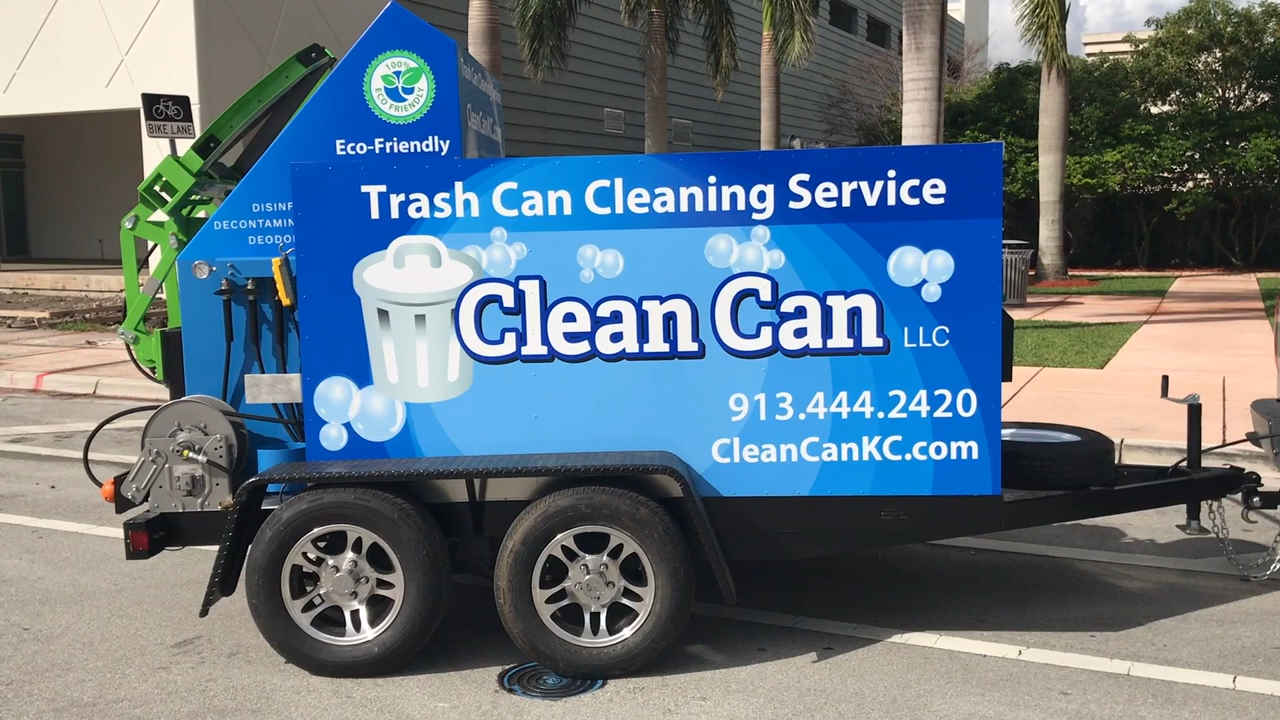 100%
ECO FRIENDLY
Eco-Friendly
BIKE LANE
Trash Can Cleaning Service
Clean Can LLC
913.444.2420
CleanCanKC.com